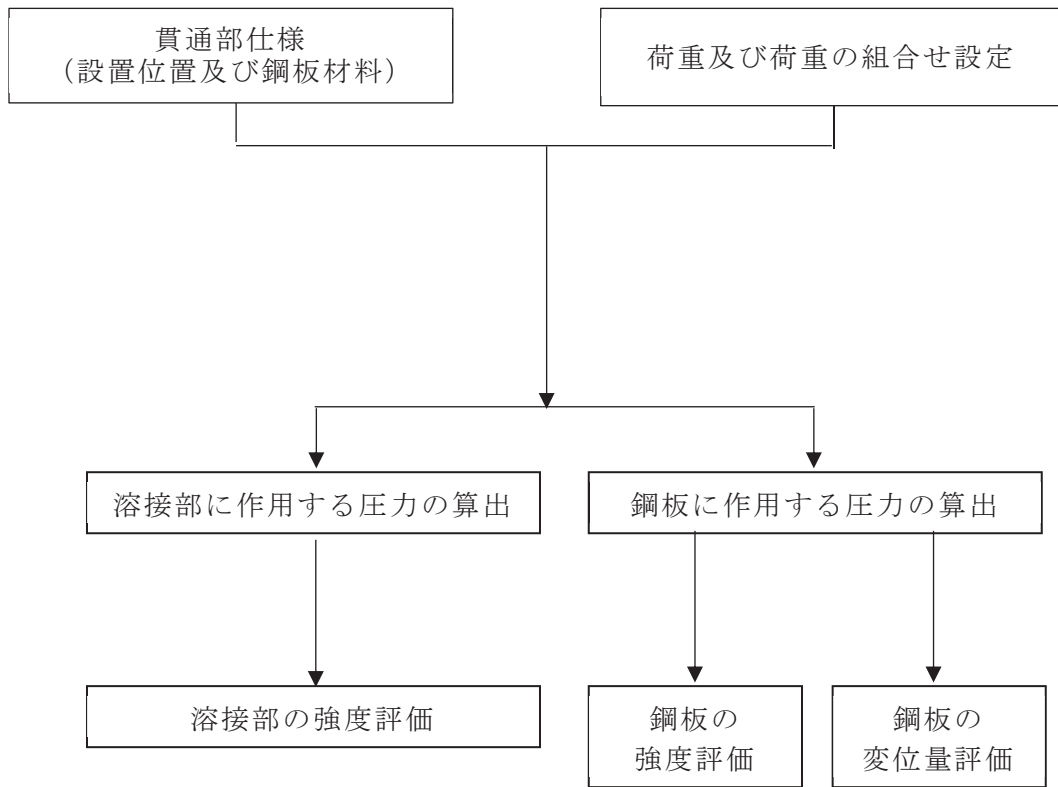 貫通部仕様
（設置位置及び鋼板材料）
荷重及び荷重の組合せ設定
溶接部に作用する圧力の算出
鋼板に作用する圧力の算出
溶接部の強度評価
鋼板の
強度評価
鋼板の
変位量評価